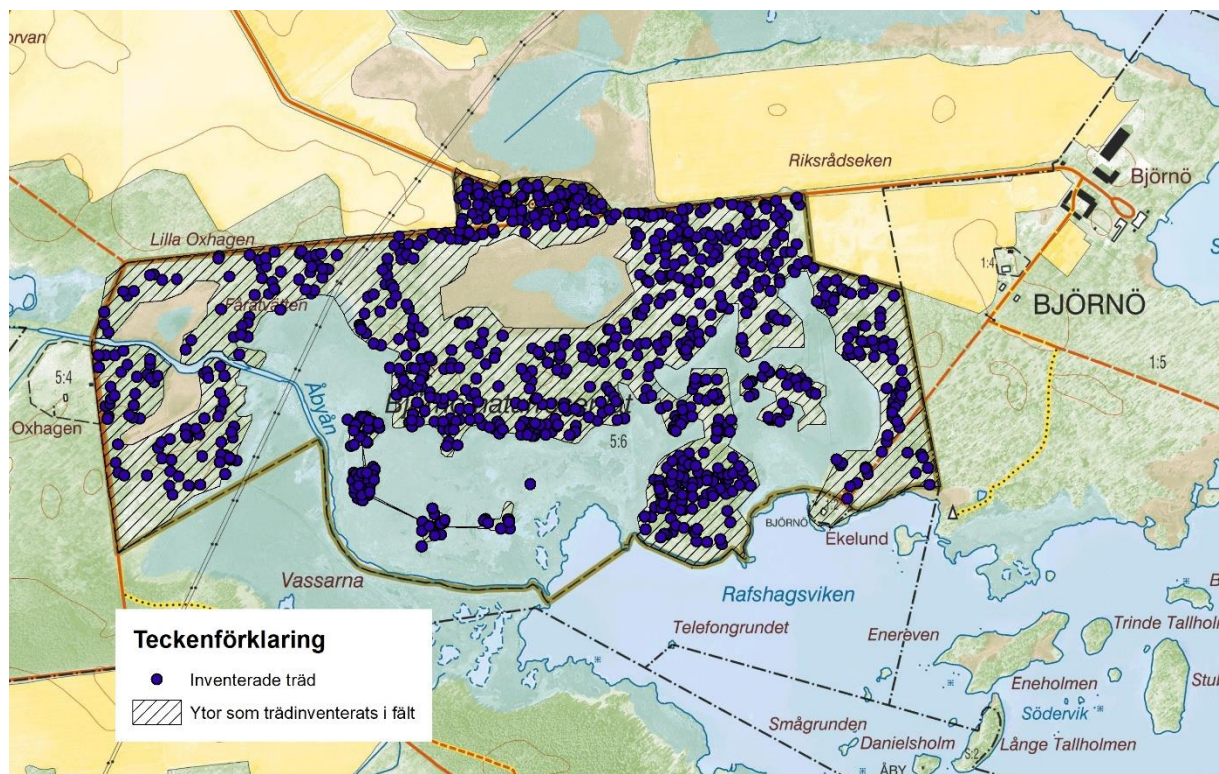 orvan
Riksrådseken
Björnö
Lilla Oxhagen
1:4
BJÖRNÖ
1:5
5:4
Oxhagen
Åbyån
5:6
BJÖRNÖ
Ekelund
Vassarna
Rafshagsviken
Telefongrundet
Enereven
Trinde Tallholm
Eneholmen
Stub
Södervik
Smågrunden
Danielsholm
Långe Tallholmen
S:2
ÅBY
Teckenförklaring
Inventerade träd
Ytor som trädinventerats i fält